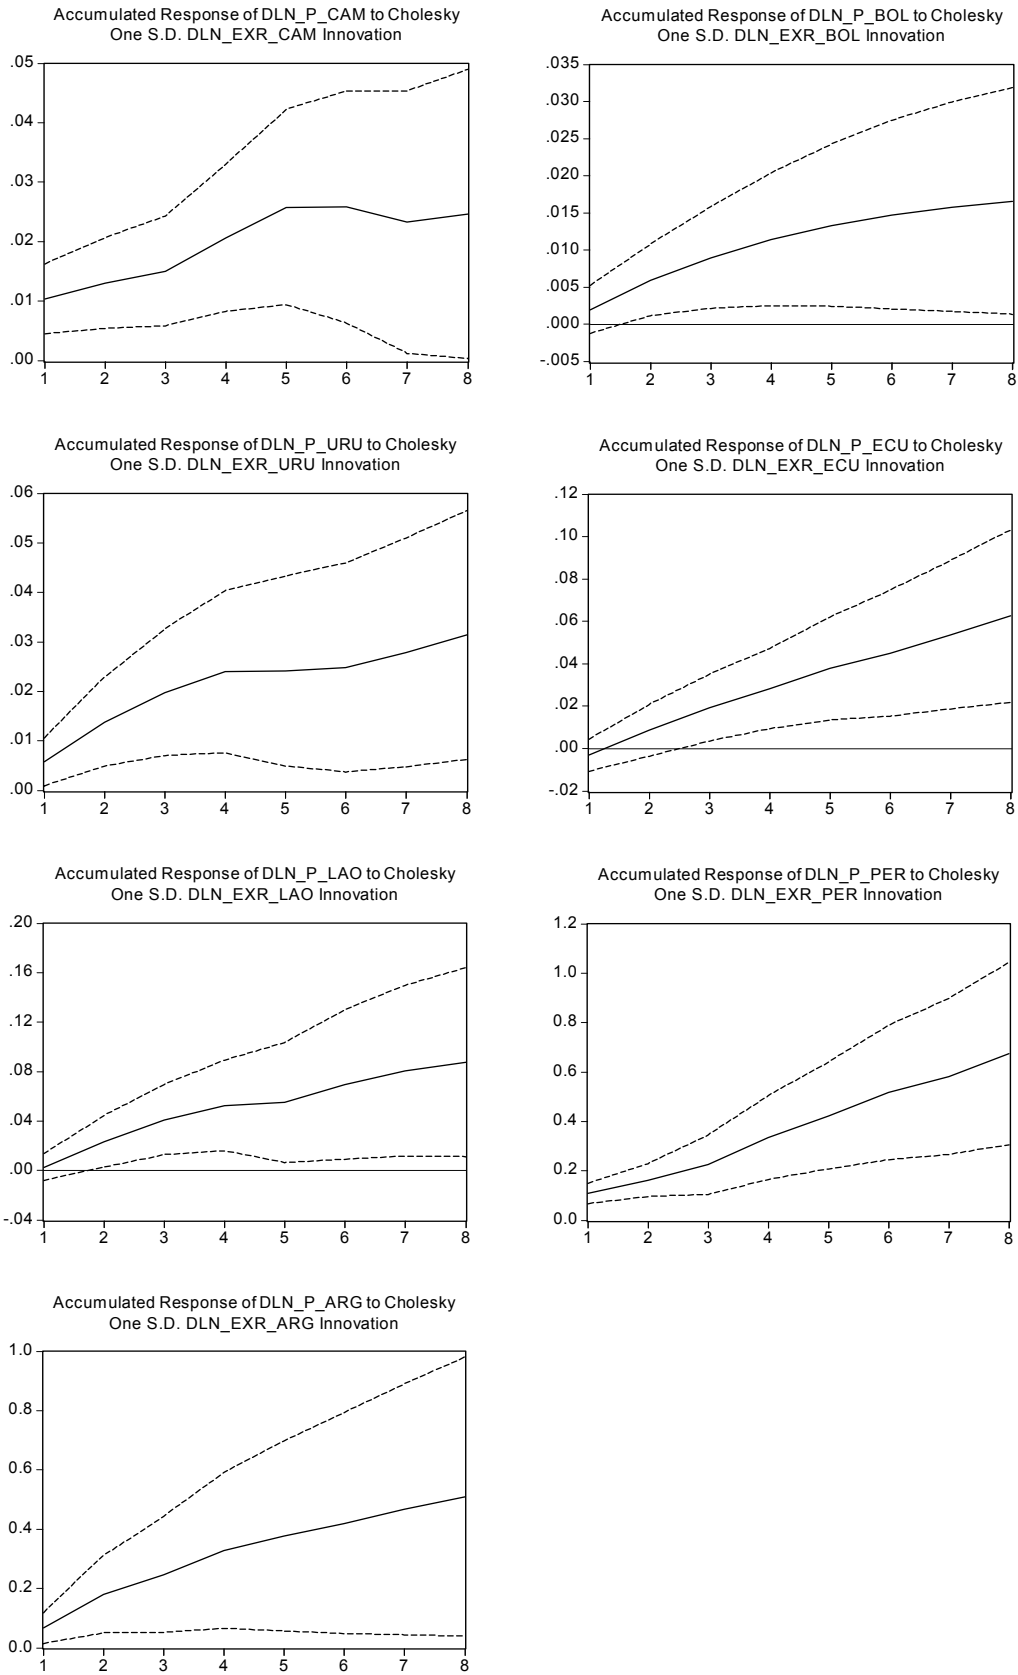 Accumulated Response of DLN_P_CAM to Cholesky
One S.D. DLN_EXR_CAM Innovation
.05
.04
.03
.02
.01
.00
1 2 3 4 5 6 7 8
Accumulated Response of DLN_P_BOL to Cholesky
One S.D. DLN_EXR_BOL Innovation
.035
.030
.025
.020
.015
.010
.005
.000
-.005
1 2 3 4 5 6 7 8
Accumulated Response of DLN_P_URU to Cholesky
One S.D. DLN_EXR_URU Innovation
.06
.05
.04
.03
.02
.01
.00
1 2 3 4 5 6 7 8
Accumulated Response of DLN_P_ECU to Cholesky
One S.D. DLN_EXR_ECU Innovation
.12
.10
.08
.06
.04
.02
.00
-.02
1 2 3 4 5 6 7 8
Accumulated Response of DLN_P_LAO to Cholesky
One S.D. DLN_EXR_LAO Innovation
.20
.16
.12
.08
.04
.00
-.04
1 2 3 4 5 6 7 8
Accumulated Response of DLN_P_PER to Cholesky
One S.D. DLN_EXR_PER Innovation
1.2
1.0
0.8
0.6
0.4
0.2
0.0
1 2 3 4 5 6 7 8
Accumulated Response of DLN_P_ARG to Cholesky
One S.D. DLN_EXR_ARG Innovation
1.0
0.8
0.6
0.4
0.2
0.0
1 2 3 4 5 6 7 8